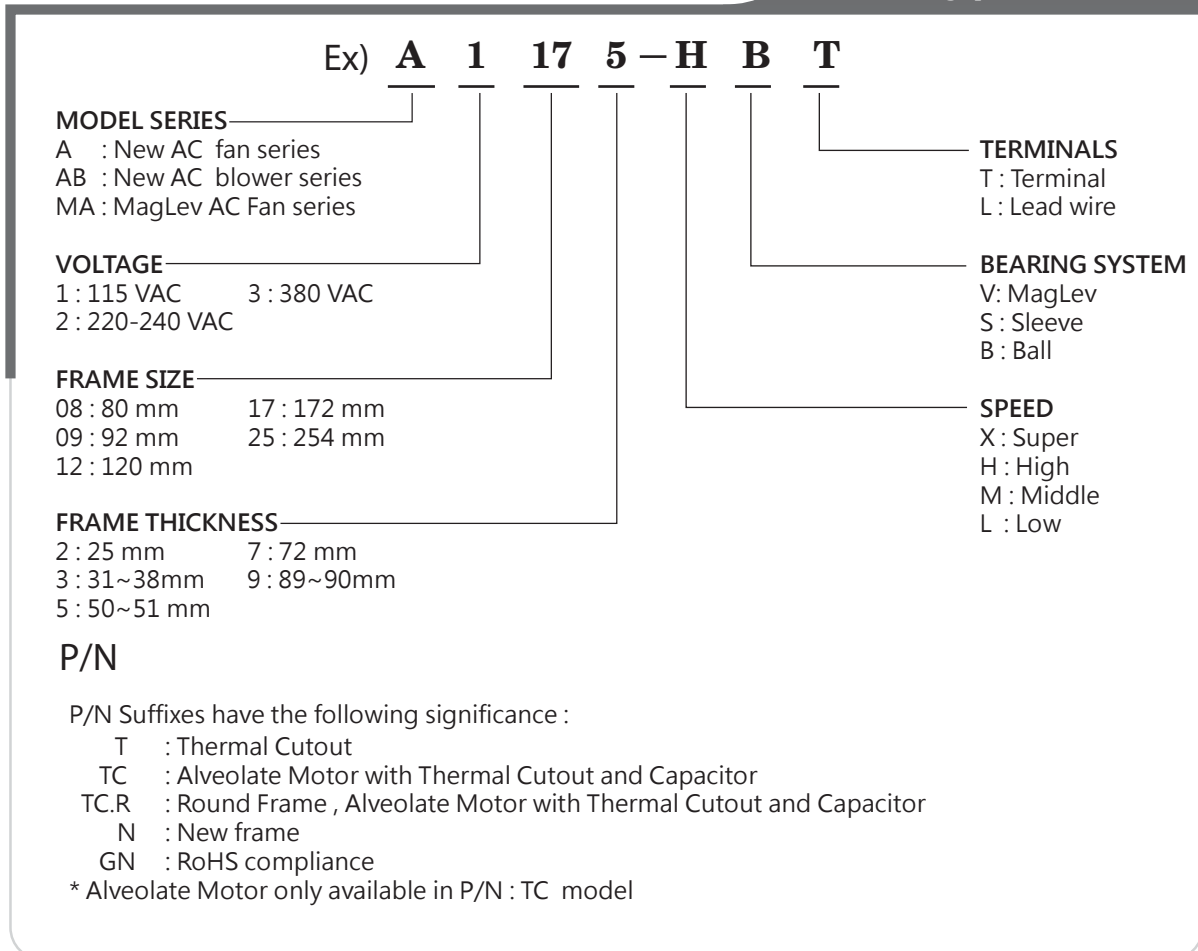 Ex) A 1 17 5 – H B T
MODEL SERIES
A : New AC fan series
AB : New AC blower series
MA : MagLev AC Fan series
VOLTAGE
1 : 115 VAC 3 : 380 VAC
2 : 220-240 VAC
FRAME SIZE
08 : 80 mm 17 : 172 mm
09 : 92 mm 25 : 254 mm
12 : 120 mm
FRAME THICKNESS
2 : 25 mm 7 : 72 mm
3 : 31~38mm 9 : 89~90mm
5 : 50~51 mm
TERMINALS
T : Terminal
L : Lead wire
BEARING SYSTEM
V: MagLev
S : Sleeve
B : Ball
SPEED
X : Super
H : High
M : Middle
L : Low
P/N
P/N Suffixes have the following significance :
T : Thermal Cutout
TC : Alveolate Motor with Thermal Cutout and Capacitor
TC.R : Round Frame , Alveolate Motor with Thermal Cutout and Capacitor
N : New frame
GN : RoHS compliance
* Alveolate Motor only available in P/N : TC model